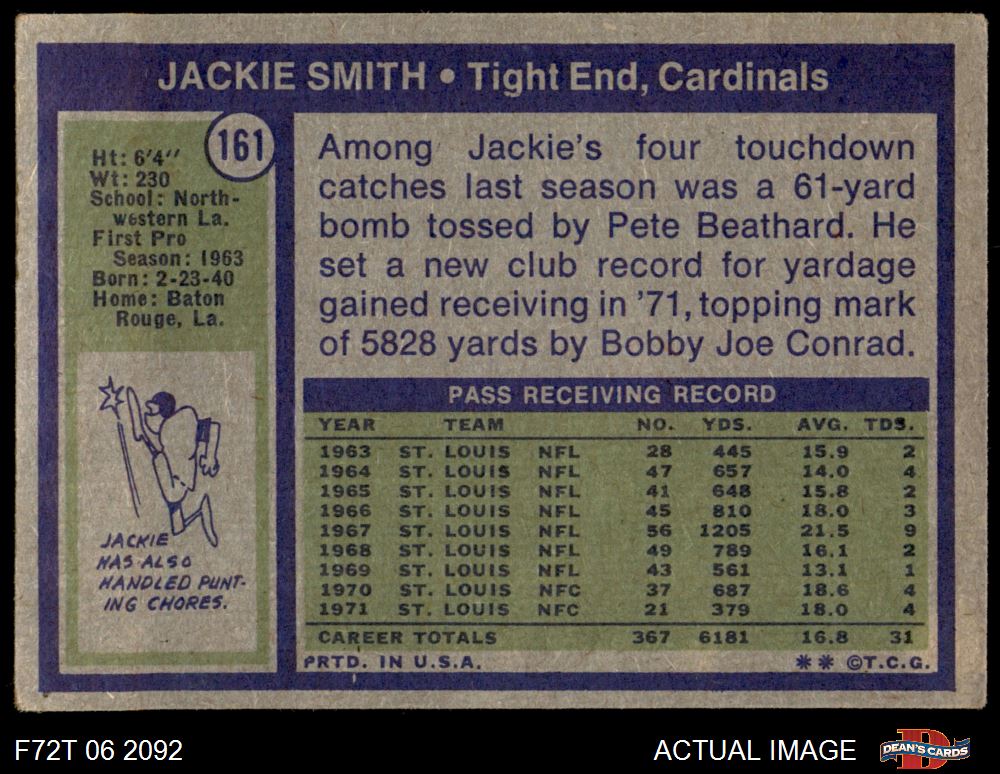 JACKIE SMITH • Tight End, Cardinals
161
Ht: 6'4"
Wt: 230
School: North-
western La.
First Pro
Season: 1963
Born: 2-23-40
Home: Baton
Rouge, La.
JACKIE
HAS ALSO
HANDLED PUNT-
ING CHORES.
Among Jackie's four touchdown
catches last season was a 61-yard
bomb tossed by Pete Beathard. He
set a new club record for yardage
gained receiving in '71, topping mark
of 5828 yards by Bobby Joe Conrad.
PASS RECEIVING RECORD
YEAR TEAM NO. YDS. AVG. TDS.
1963 ST. LOUIS NFL 28 445 15.9 2
1964 ST. LOUIS NFL 47 657 14.0 4
1965 ST. LOUIS NFL 41 648 15.8 2
1966 ST. LOUIS NFL 45 810 18.0 3
1967 ST. LOUIS NFL 56 1205 21.5 9
1968 ST. LOUIS NFL 49 789 16.1 2
1969 ST. LOUIS NFL 43 561 13.1 1
1970 ST. LOUIS NFC 37 687 18.6 4
1971 ST. LOUIS NFC 21 379 18.0 4
CAREER TOTALS 367 6181 16.8 31
PRTD. IN U.S.A. ** ©T.C.G.
F72T 06 2092 ACTUAL IMAGE DEAN'S CARDS